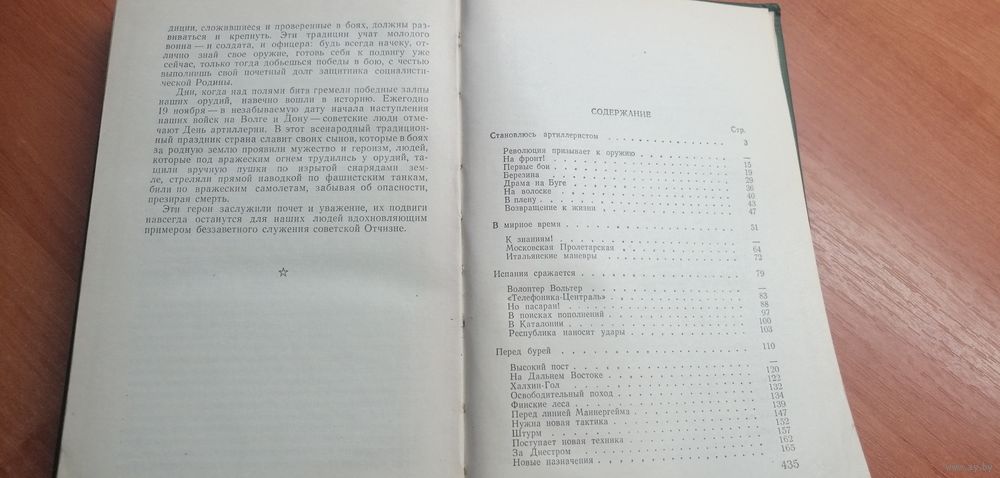 диции, сложившиеся и проверенные в боях, должны раз-
виваться и крепнуть. Эти традиции учат молодого
воина — и солдата, и офицера: будь всегда начеку, от-
лично знай свое оружие, готовь себя к подвигу уже
сейчас, только тогда добьешься победы в бою, с честью
выполнишь свой почетный долг защитника социалисти-
ческой Родины.
Дни, когда над полями битв гремели победные залпы
наших орудий, навечно вошли в историю. Ежегодно
19 ноября — в незабываемую дату начала наступления
наших войск на Волге и Дону — советские люди отме-
чают День артиллерии. В этот всенародный традицион-
ный праздник страна славит своих сынов, которые в боях
за родную землю проявили мужество и героизм, людей,
которые под вражеским огнем трудились у орудий, та-
щили вручную пушки по изрытой снарядами зем-
ле, стреляли прямой наводкой по фашистским танкам,
били по вражеским самолетам, забывая об опасности,
презирая смерть.
Эти герои заслужили почет и уважение, их подвиги
навсегда останутся для наших людей вдохновляющим
примером беззаветного служения советской Отчизне.
СОДЕРЖАНИЕ
Стр.
Становлюсь артиллеристом . . . . . . . . 3
Революция призывает к оружию . . . . . . . —
На фронт! . . . . . . . . 15
Первые бои . . . . . . . . 19
Березина . . . . . . . . 29
Драма на Буге . . . . . . . . 36
На волоске . . . . . . . . 40
В плену . . . . . . . . 43
Возвращение к жизни . . . . . . . . 47
В мирное время . . . . . . . . 51
К знаниям! . . . . . . . . —
Московская Пролетарская . . . . . . . . 64
Итальянские маневры . . . . . . . . 72
Испания сражается . . . . . . . . 79
Волонтер Вольтер . . . . . . . . —
«Телефоника-Централь» . . . . . . . . 83
Но пасаран! . . . . . . . . 88
В поисках пополнений . . . . . . . . 97
В Каталонии . . . . . . . . 100
Республика наносит удары . . . . . . . . 103
Перед бурей . . . . . . . . 110
Высокий пост . . . . . . . . —
На Дальнем Востоке . . . . . . . . 120
Халхин-Гол . . . . . . . . 122
Освободительный поход . . . . . . . . 132
Финские леса . . . . . . . . 134
Перед линией Маннергейма . . . . . . . . 139
Нужна новая тактика . . . . . . . . 147
Штурм . . . . . . . . 152
Поступает новая техника . . . . . . . . 157
За Днестром . . . . . . . . 162
Новые назначения . . . . . . . . 165
435
www.ay.by